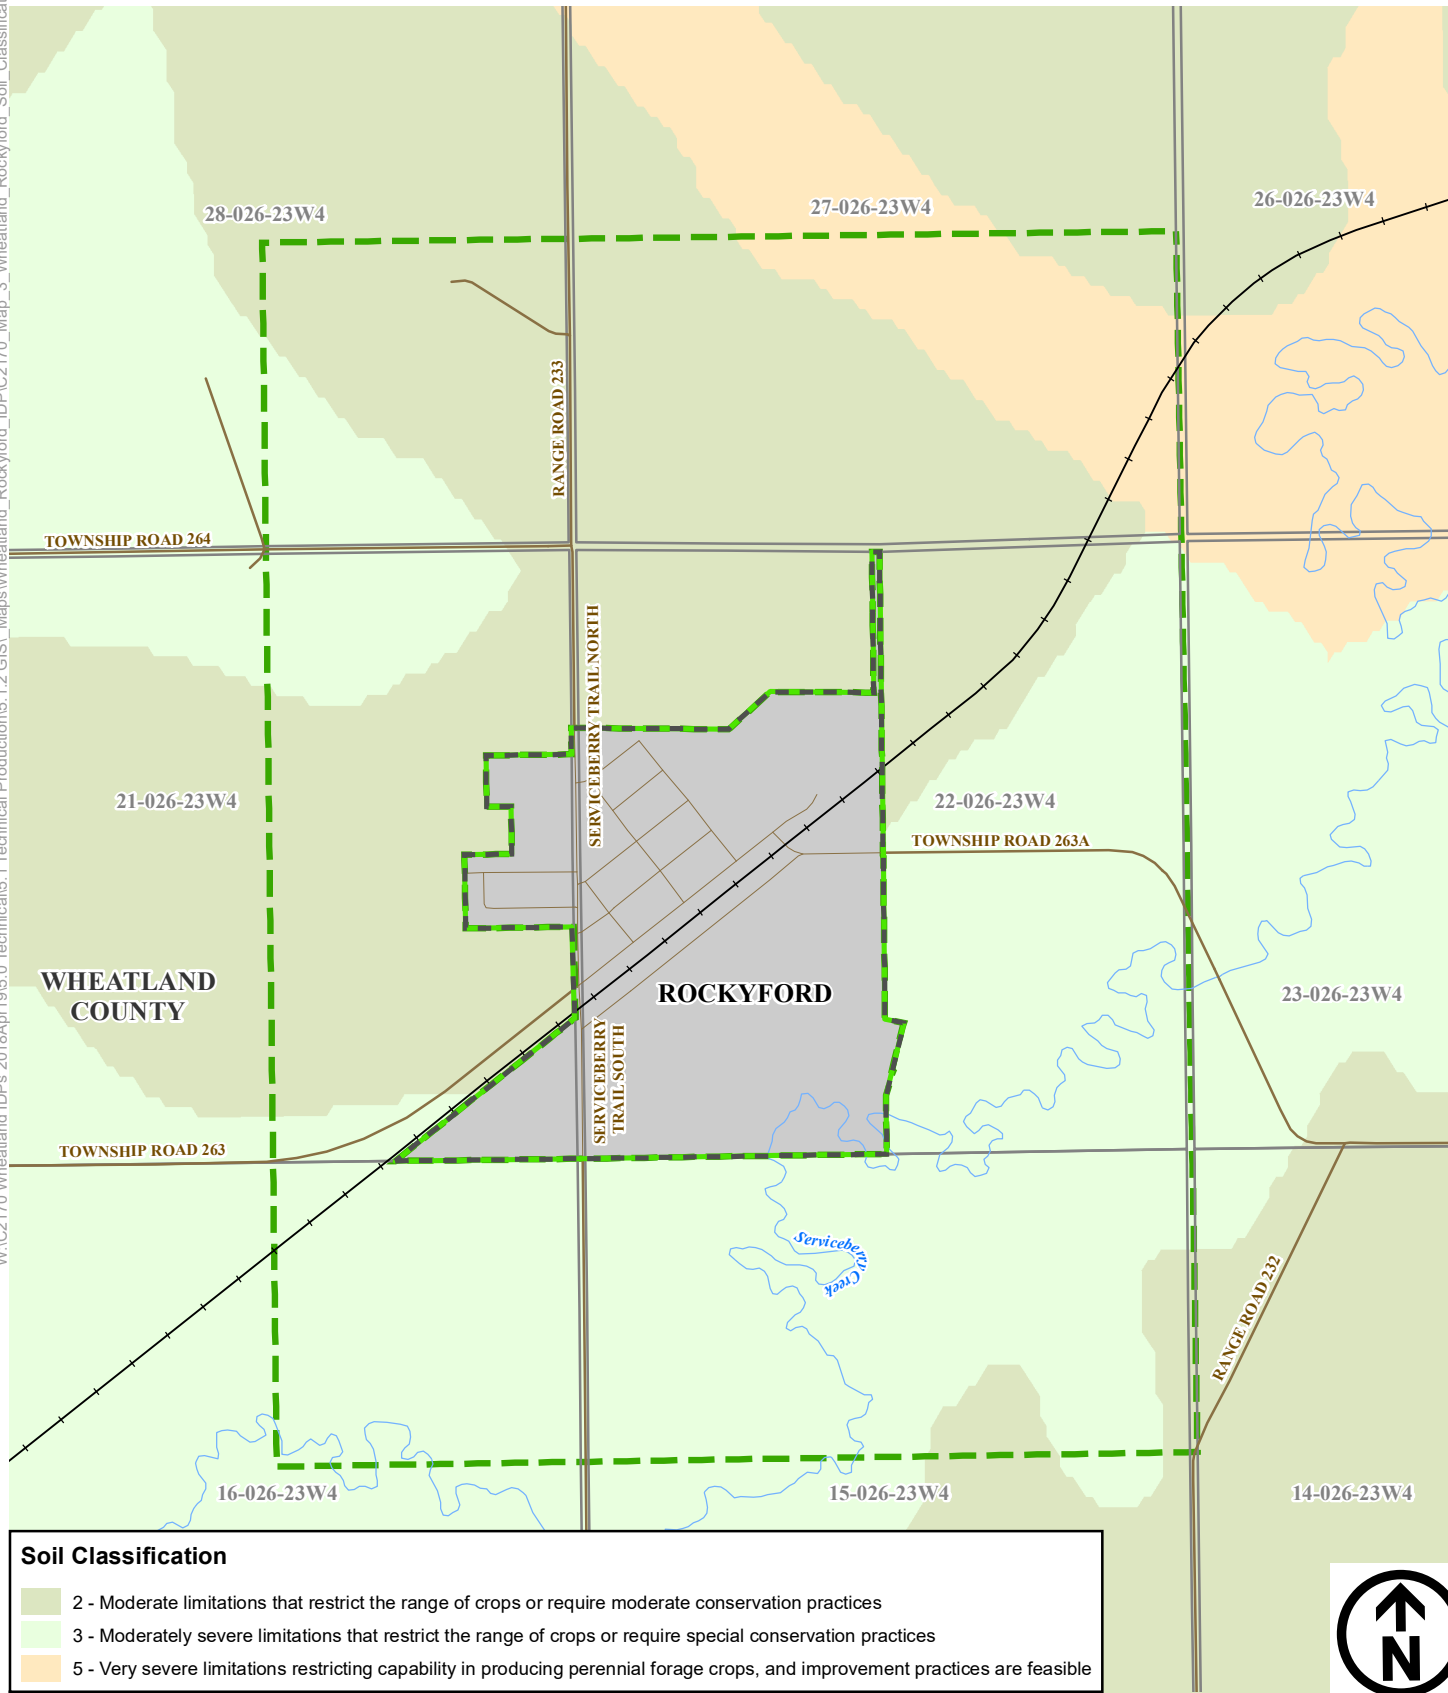 28-026-23W4
27-026-23W4
26-026-23W4
RANGE ROAD 233
TOWNSHIP ROAD 264
SERVICEBERRY TRAIL NORTH
21-026-23W4
22-026-23W4
TOWNSHIP ROAD 263A
WHEATLAND
COUNTY
ROCKYFORD
23-026-23W4
SERVICEBERRY
TRAIL SOUTH
TOWNSHIP ROAD 263
Serviceberry Creek
RANGE ROAD 232
16-026-23W4
15-026-23W4
14-026-23W4
Soil Classification
2 - Moderate limitations that restrict the range of crops or require moderate conservation practices
3 - Moderately severe limitations that restrict the range of crops or require special conservation practices
5 - Very severe limitations restricting capability in producing perennial forage crops, and improvement practices are feasible
N